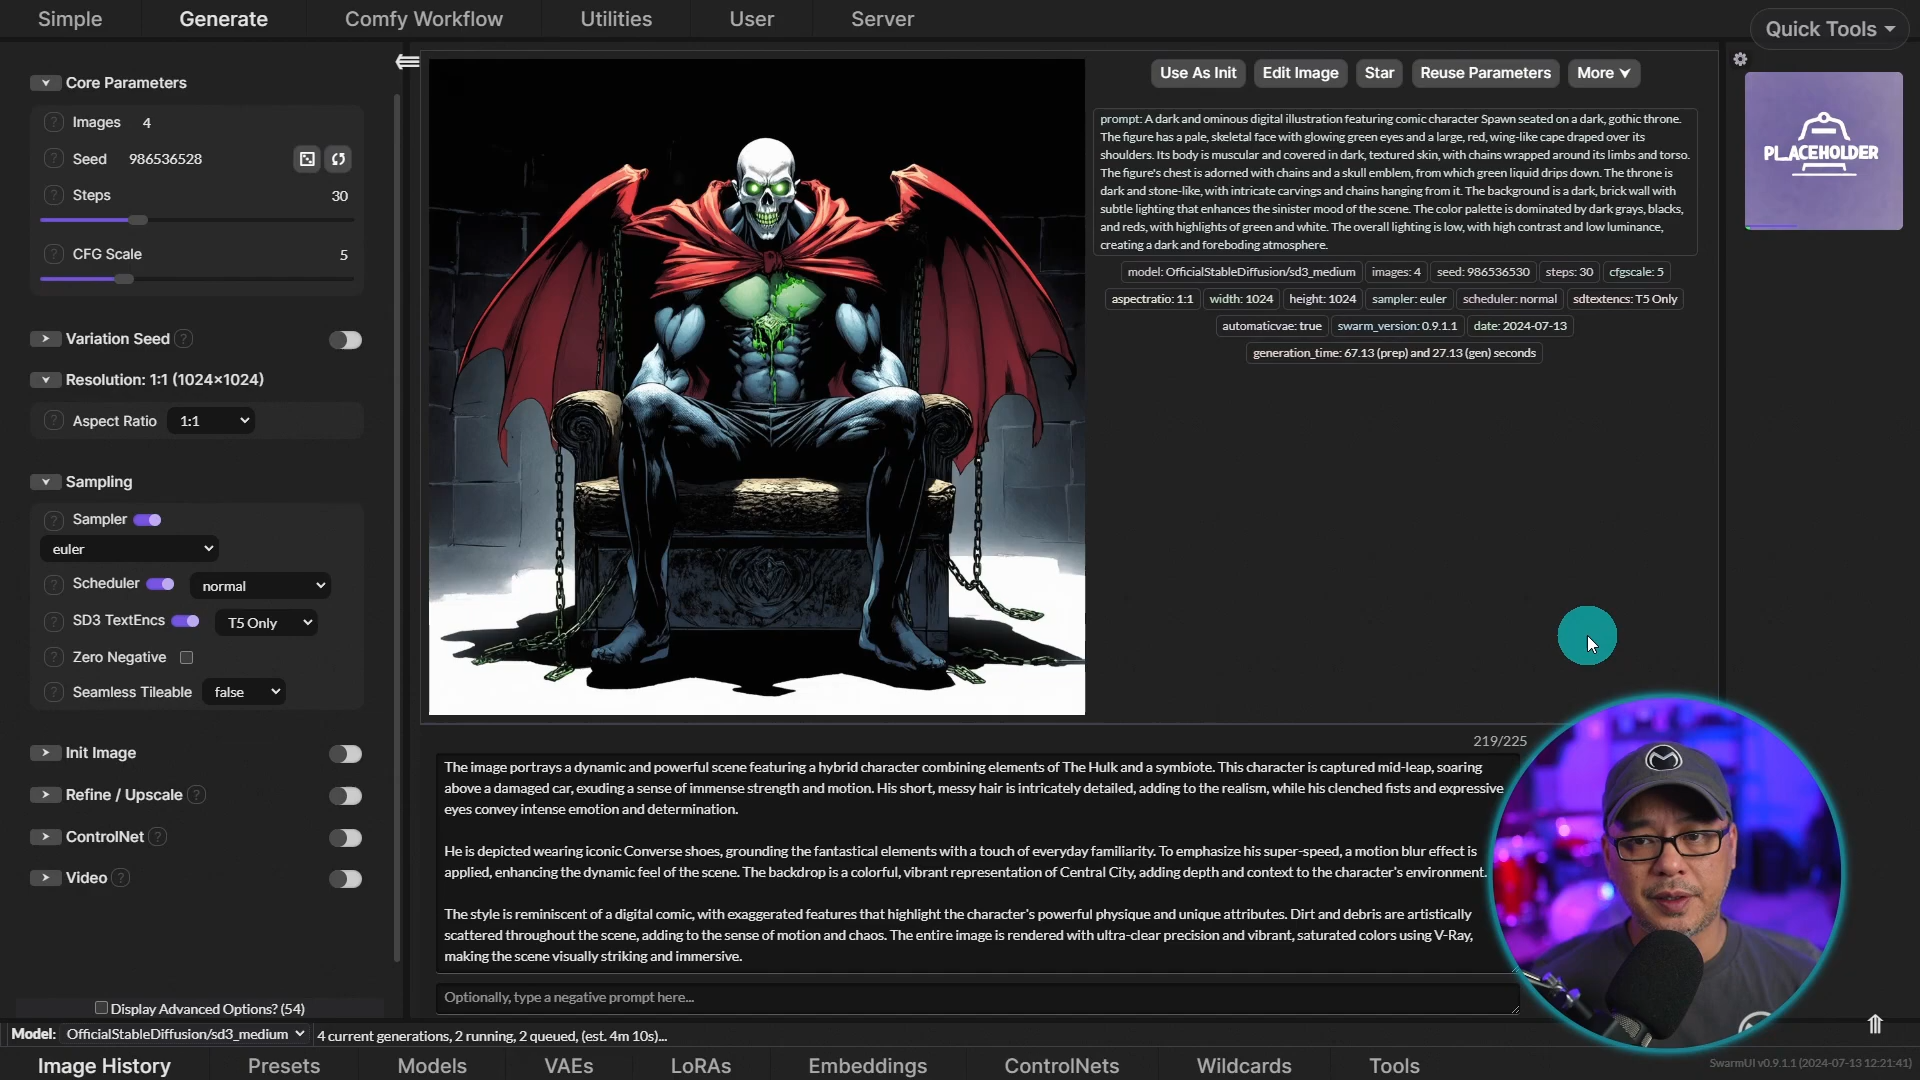 Simple
Generate
Comfy Workflow
Utilities
User
Server
Quick Tools
Core Parameters
? Images 4
? Seed 986536528
? Steps 30
? CFG Scale 5
Variation Seed ?
Resolution: 1:1 (1024×1024)
? Aspect Ratio 1:1
Sampling
? Sampler
euler
? Scheduler normal
? SD3 TextEncs T5 Only
? Zero Negative
? Seamless Tileable false
Init Image
Refine / Upscale ?
ControlNet ?
Video ?
Display Advanced Options? (54)
Use As Init
Edit Image
Star
Reuse Parameters
More
prompt: A dark and ominous digital illustration featuring comic character Spawn seated on a dark, gothic throne.
The figure has a pale, skeletal face with glowing green eyes and a large, red, wing-like cape draped over its
shoulders. Its body is muscular and covered in dark, textured skin, with chains wrapped around its limbs and torso.
The figure's chest is adorned with chains and a skull emblem, from which green liquid drips down. The throne is
dark and stone-like, with intricate carvings and chains hanging from it. The background is a dark, brick wall with
subtle lighting that enhances the sinister mood of the scene. The color palette is dominated by dark grays, blacks,
and reds, with highlights of green and white. The overall lighting is low, with high contrast and low luminance,
creating a dark and foreboding atmosphere.
model: OfficialStableDiffusion/sd3_medium images: 4 seed: 986536530 steps: 30 cfgscale: 5
aspectratio: 1:1 width: 1024 height: 1024 sampler: euler scheduler: normal sdtextencs: T5 Only
automaticvae: true swarm_version: 0.9.1.1 date: 2024-07-13
generation_time: 67.13 (prep) and 27.13 (gen) seconds
PLACEHOLDER
219/225
The image portrays a dynamic and powerful scene featuring a hybrid character combining elements of The Hulk and a symbiote. This character is captured mid-leap, soaring
above a damaged car, exuding a sense of immense strength and motion. His short, messy hair is intricately detailed, adding to the realism, while his clenched fists and expressive
eyes convey intense emotion and determination.
He is depicted wearing iconic Converse shoes, grounding the fantastical elements with a touch of everyday familiarity. To emphasize his super-speed, a motion blur effect is
applied, enhancing the dynamic feel of the scene. The backdrop is a colorful, vibrant representation of Central City, adding depth and context to the character's environment.
The style is reminiscent of a digital comic, with exaggerated features that highlight the character's powerful physique and unique attributes. Dirt and debris are artistically
scattered throughout the scene, adding to the sense of motion and chaos. The entire image is rendered with ultra-clear precision and vibrant, saturated colors using V-Ray,
making the scene visually striking and immersive.
Optionally, type a negative prompt here...
Model: OfficialStableDiffusion/sd3_medium 4 current generations, 2 running, 2 queued, (est. 4m 10s)...
Image History
Presets
Models
VAEs
LoRAs
Embeddings
ControlNets
Wildcards
Tools
SwarmUI v0.9.1.1 (2024-07-13 12:21:41)